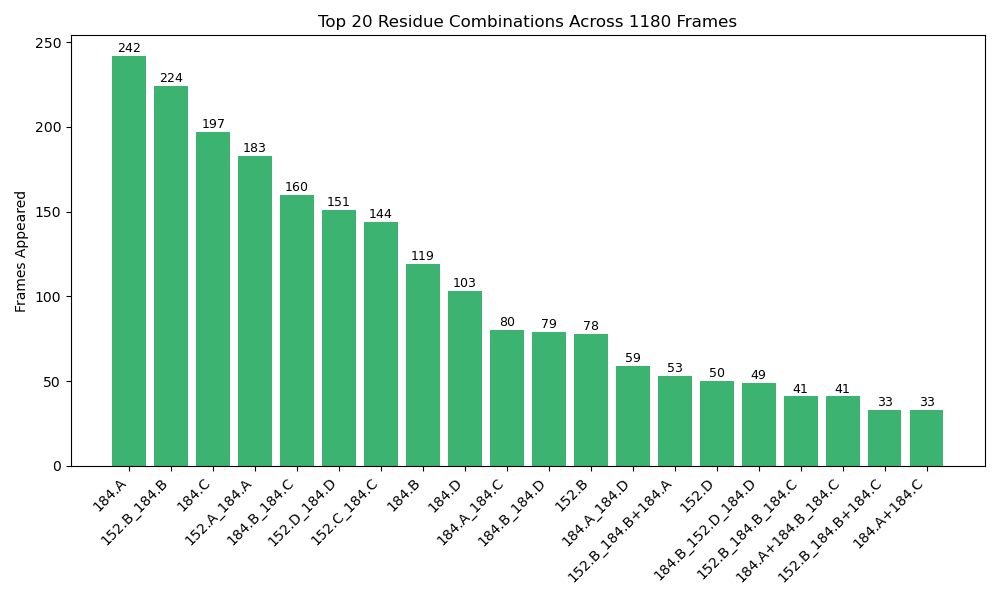 Top 20 Residue Combinations Across 1180 Frames
Frames Appeared
250
200
150
100
50
0
242
224
197
183
160
151
144
119
103
80
79
78
59
53
50
49
41
41
33
33
184.A
152.B_184.B
184.C
152.A_184.A
184.B_184.C
152.D_184.D
152.C_184.C
184.B
184.D
184.A_184.C
184.B_184.D
152.B
184.A_184.D
152.B_184.B+184.A
152.D
184.B_152.D_184.D
152.B_184.B_184.C
184.A+184.B_184.C
152.B_184.B+184.C
184.A+184.C